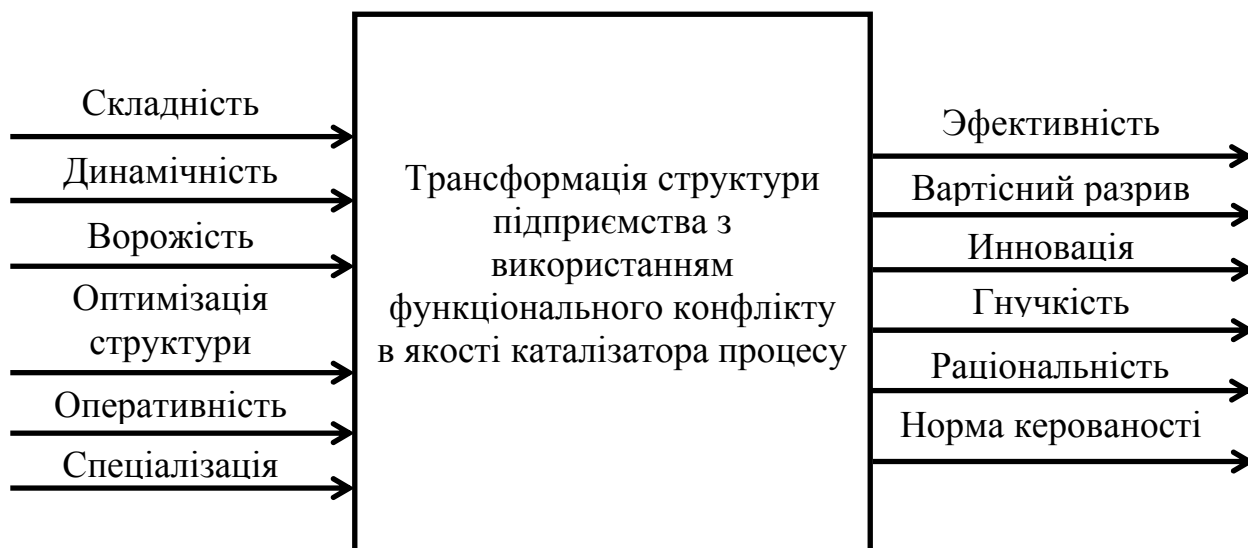 Складність
Динамічність
Ворожість
Оптимізація
структури
Оперативність
Спеціалізація
Трансформація структури
підприємства з
використанням
функціонального конфлікту
в якості каталізатора процесу
Эфективність
Вартісний разрив
Инновація
Гнучкість
Раціональність
Норма керованості